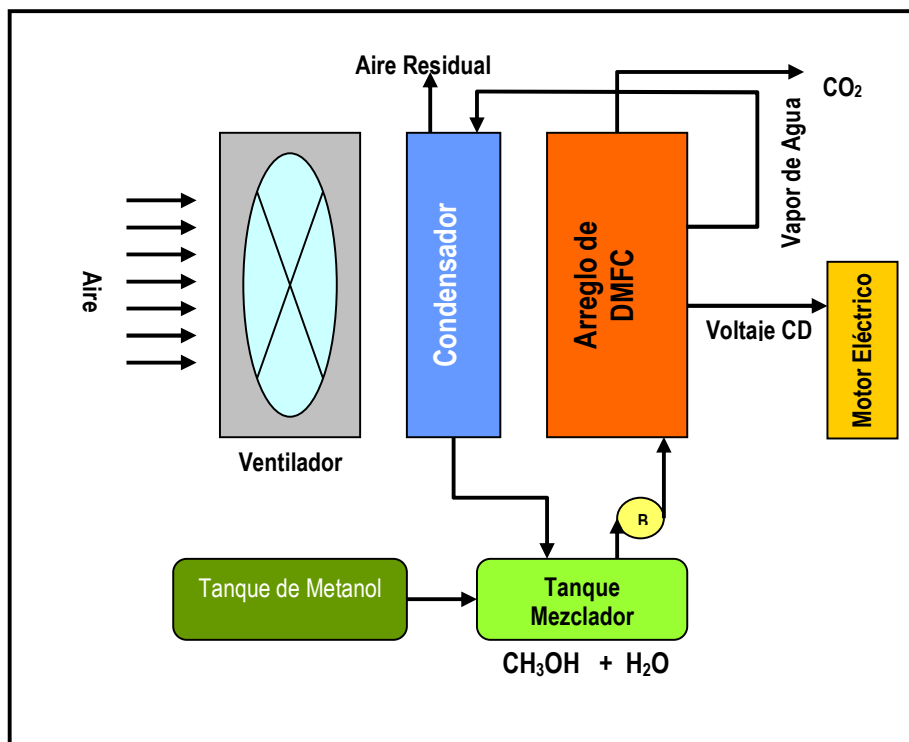 Aire Residual
CO₂
Vapor de Agua
Aire
Condensador
Arreglo de
DMFC
Voltaje CD
Motor Eléctrico
Ventilador
Tanque de Metanol
Tanque
Mezclador
CH₃OH + H₂O